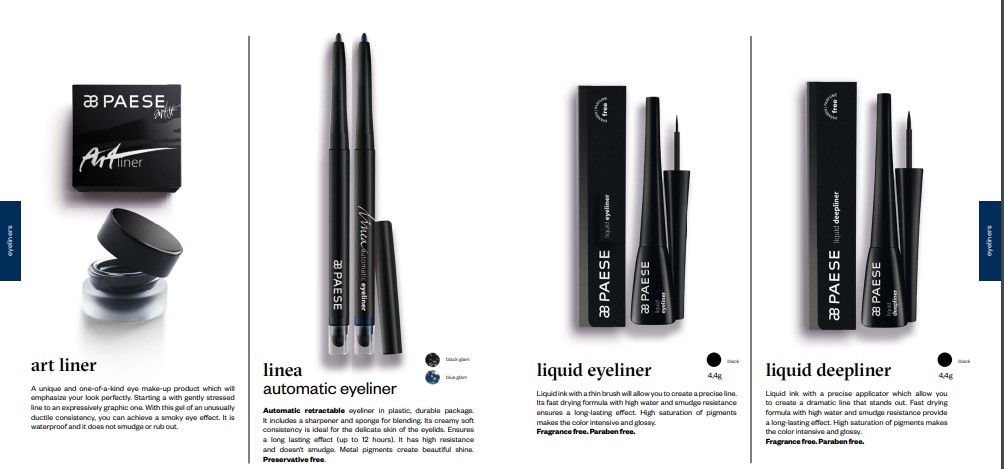 eyeliners
PAESE
artist
Art liner
art liner
A unique and one-of-a-kind eye make-up product which will
emphasize your look perfectly. Starting a with gently stressed
line to an expressively graphic one. With this gel of an unusually
ductile consistency, you can achieve a smoky eye effect. It is
waterproof and it does not smudge or rub out.
PAESE
linea automatic eyeliner
black glam
blue glam
linea
automatic eyeliner
Automatic retractable eyeliner in plastic, durable package.
It includes a sharpener and sponge for blending. Its creamy soft
consistency is ideal for the delicate skin of the eyelids. Ensures
a long lasting effect (up to 12 hours). It has high resistance
and doesn't smudge. Metal pigments create beautiful shine.
Preservative free.
free
PAESE
liquid eyeliner
PAESE
liquid
eyeliner
liquid eyeliner
black
4,4g
Liquid ink with a thin brush will allow you to create a precise line.
Its fast drying formula with high water and smudge resistance
ensures a long-lasting effect. High saturation of pigments
makes the color intensive and glossy.
Fragrance free. Paraben free.
free
PAESE
liquid deepliner
PAESE
liquid
deepliner
liquid deepliner
black
4,4g
Liquid ink with a precise applicator which allow you
to create a dramatic line that stands out. Fast drying
formula with high water and smudge resistance provide
a long-lasting effect. High saturation of pigments makes
the color intensive and glossy.
Fragrance free. Paraben free.
eyeliners